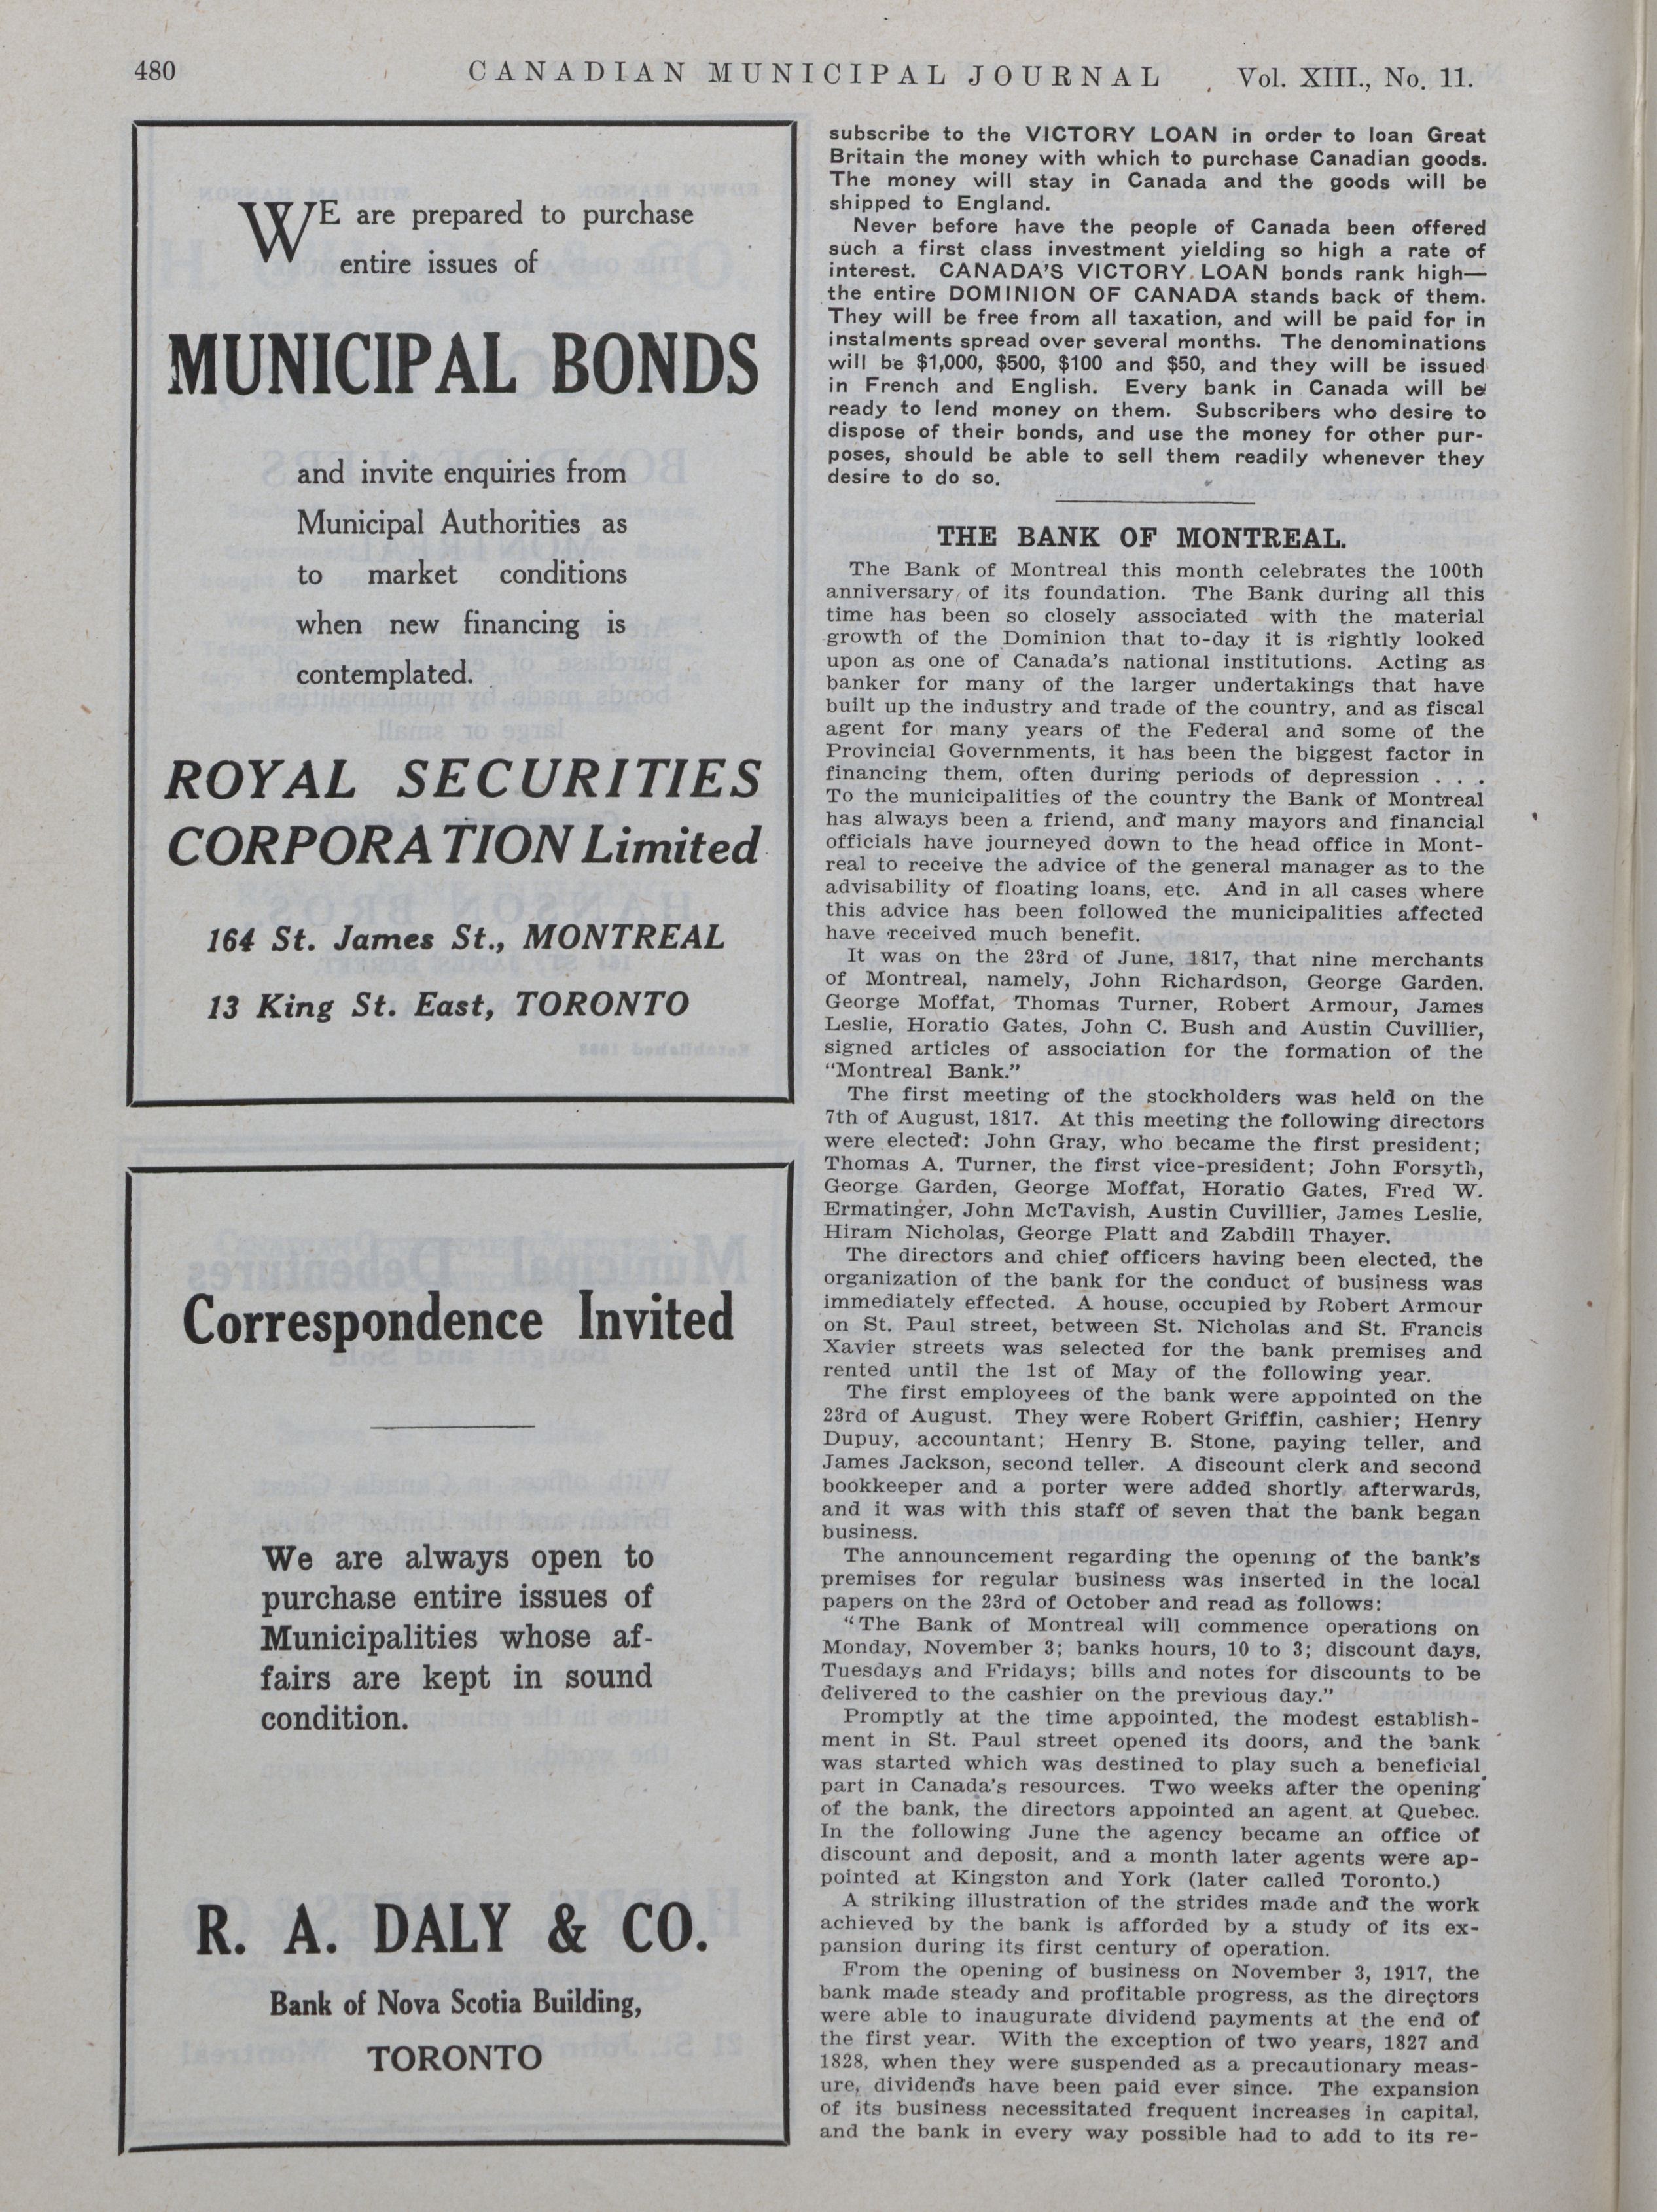 480
CANADIAN MUNICIPAL JOURNAL
Vol. XIII., No. 11.
WE are prepared to purchase
entire issues of
MUNICIPAL BONDS
and invite enquiries from
Municipal Authorities as
to market conditions
when new financing is
contemplated.
ROYAL SECURITIES
CORPORATION Limited
164 St. James St., MONTREAL
13 King St. East, TORONTO
Correspondence Invited
We are always open to
purchase entire issues of
Municipalities whose af-
fairs are kept in sound
condition.
R. A. DALY & CO.
Bank of Nova Scotia Building,
TORONTO
subscribe to the VICTORY LOAN in order to loan Great
Britain the money with which to purchase Canadian goods.
The money will stay in Canada and the goods will be
shipped to England.
Never before have the people of Canada been offered
such a first class investment yielding so high a rate of
interest. CANADA'S VICTORY LOAN bonds rank high—
the entire DOMINION OF CANADA stands back of them.
They will be free from all taxation, and will be paid for in
instalments spread over several months. The denominations
will be $1,000, $500, $100 and $50, and they will be issued
in French and English. Every bank in Canada will be
ready to lend money on them. Subscribers who desire to
dispose of their bonds, and use the money for other pur-
poses, should be able to sell them readily whenever they
desire to do so.
THE BANK OF MONTREAL.
The Bank of Montreal this month celebrates the 100th
anniversary of its foundation. The Bank during all this
time has been so closely associated with the material
growth of the Dominion that to-day it is rightly looked
upon as one of Canada's national institutions. Acting as
banker for many of the larger undertakings that have
built up the industry and trade of the country, and as fiscal
agent for many years of the Federal and some of the
Provincial Governments, it has been the biggest factor in
financing them, often during periods of depression . . .
To the municipalities of the country the Bank of Montreal
has always been a friend, and many mayors and financial
officials have journeyed down to the head office in Mont-
real to receive the advice of the general manager as to the
advisability of floating loans, etc. And in all cases where
this advice has been followed the municipalities affected
have received much benefit.
It was on the 23rd of June, 1817, that nine merchants
of Montreal, namely, John Richardson, George Garden.
George Moffat, Thomas Turner, Robert Armour, James
Leslie, Horatio Gates, John C. Bush and Austin Cuvillier,
signed articles of association for the formation of the
"Montreal Bank."
The first meeting of the stockholders was held on the
7th of August, 1817. At this meeting the following directors
were elected: John Gray, who became the first president;
Thomas A. Turner, the first vice-president; John Forsyth,
George Garden, George Moffat, Horatio Gates, Fred W.
Ermatinger, John McTavish, Austin Cuvillier, James Leslie,
Hiram Nicholas, George Platt and Zabdill Thayer.
The directors and chief officers having been elected, the
organization of the bank for the conduct of business was
immediately effected. A house, occupied by Robert Armour
on St. Paul street, between St. Nicholas and St. Francis
Xavier streets was selected for the bank premises and
rented until the 1st of May of the following year.
The first employees of the bank were appointed on the
23rd of August. They were Robert Griffin, cashier; Henry
Dupuy, accountant; Henry B. Stone, paying teller, and
James Jackson, second teller. A discount clerk and second
bookkeeper and a porter were added shortly afterwards,
and it was with this staff of seven that the bank began
business.
The announcement regarding the opening of the bank's
premises for regular business was inserted in the local
papers on the 23rd of October and read as follows:
"The Bank of Montreal will commence operations on
Monday, November 3; banks hours, 10 to 3; discount days,
Tuesdays and Fridays; bills and notes for discounts to be
delivered to the cashier on the previous day."
Promptly at the time appointed, the modest establish-
ment in St. Paul street opened its doors, and the bank
was started which was destined to play such a beneficial
part in Canada's resources. Two weeks after the opening
of the bank, the directors appointed an agent at Quebec.
In the following June the agency became an office of
discount and deposit, and a month later agents were ap-
pointed at Kingston and York (later called Toronto.)
A striking illustration of the strides made and the work
achieved by the bank is afforded by a study of its ex-
pansion during its first century of operation.
From the opening of business on November 3, 1917, the
bank made steady and profitable progress, as the directors
were able to inaugurate dividend payments at the end of
the first year. With the exception of two years, 1827 and
1828, when they were suspended as a precautionary meas-
ure, dividends have been paid ever since. The expansion
of its business necessitated frequent increases in capital,
and the bank in every way possible had to add to its re-